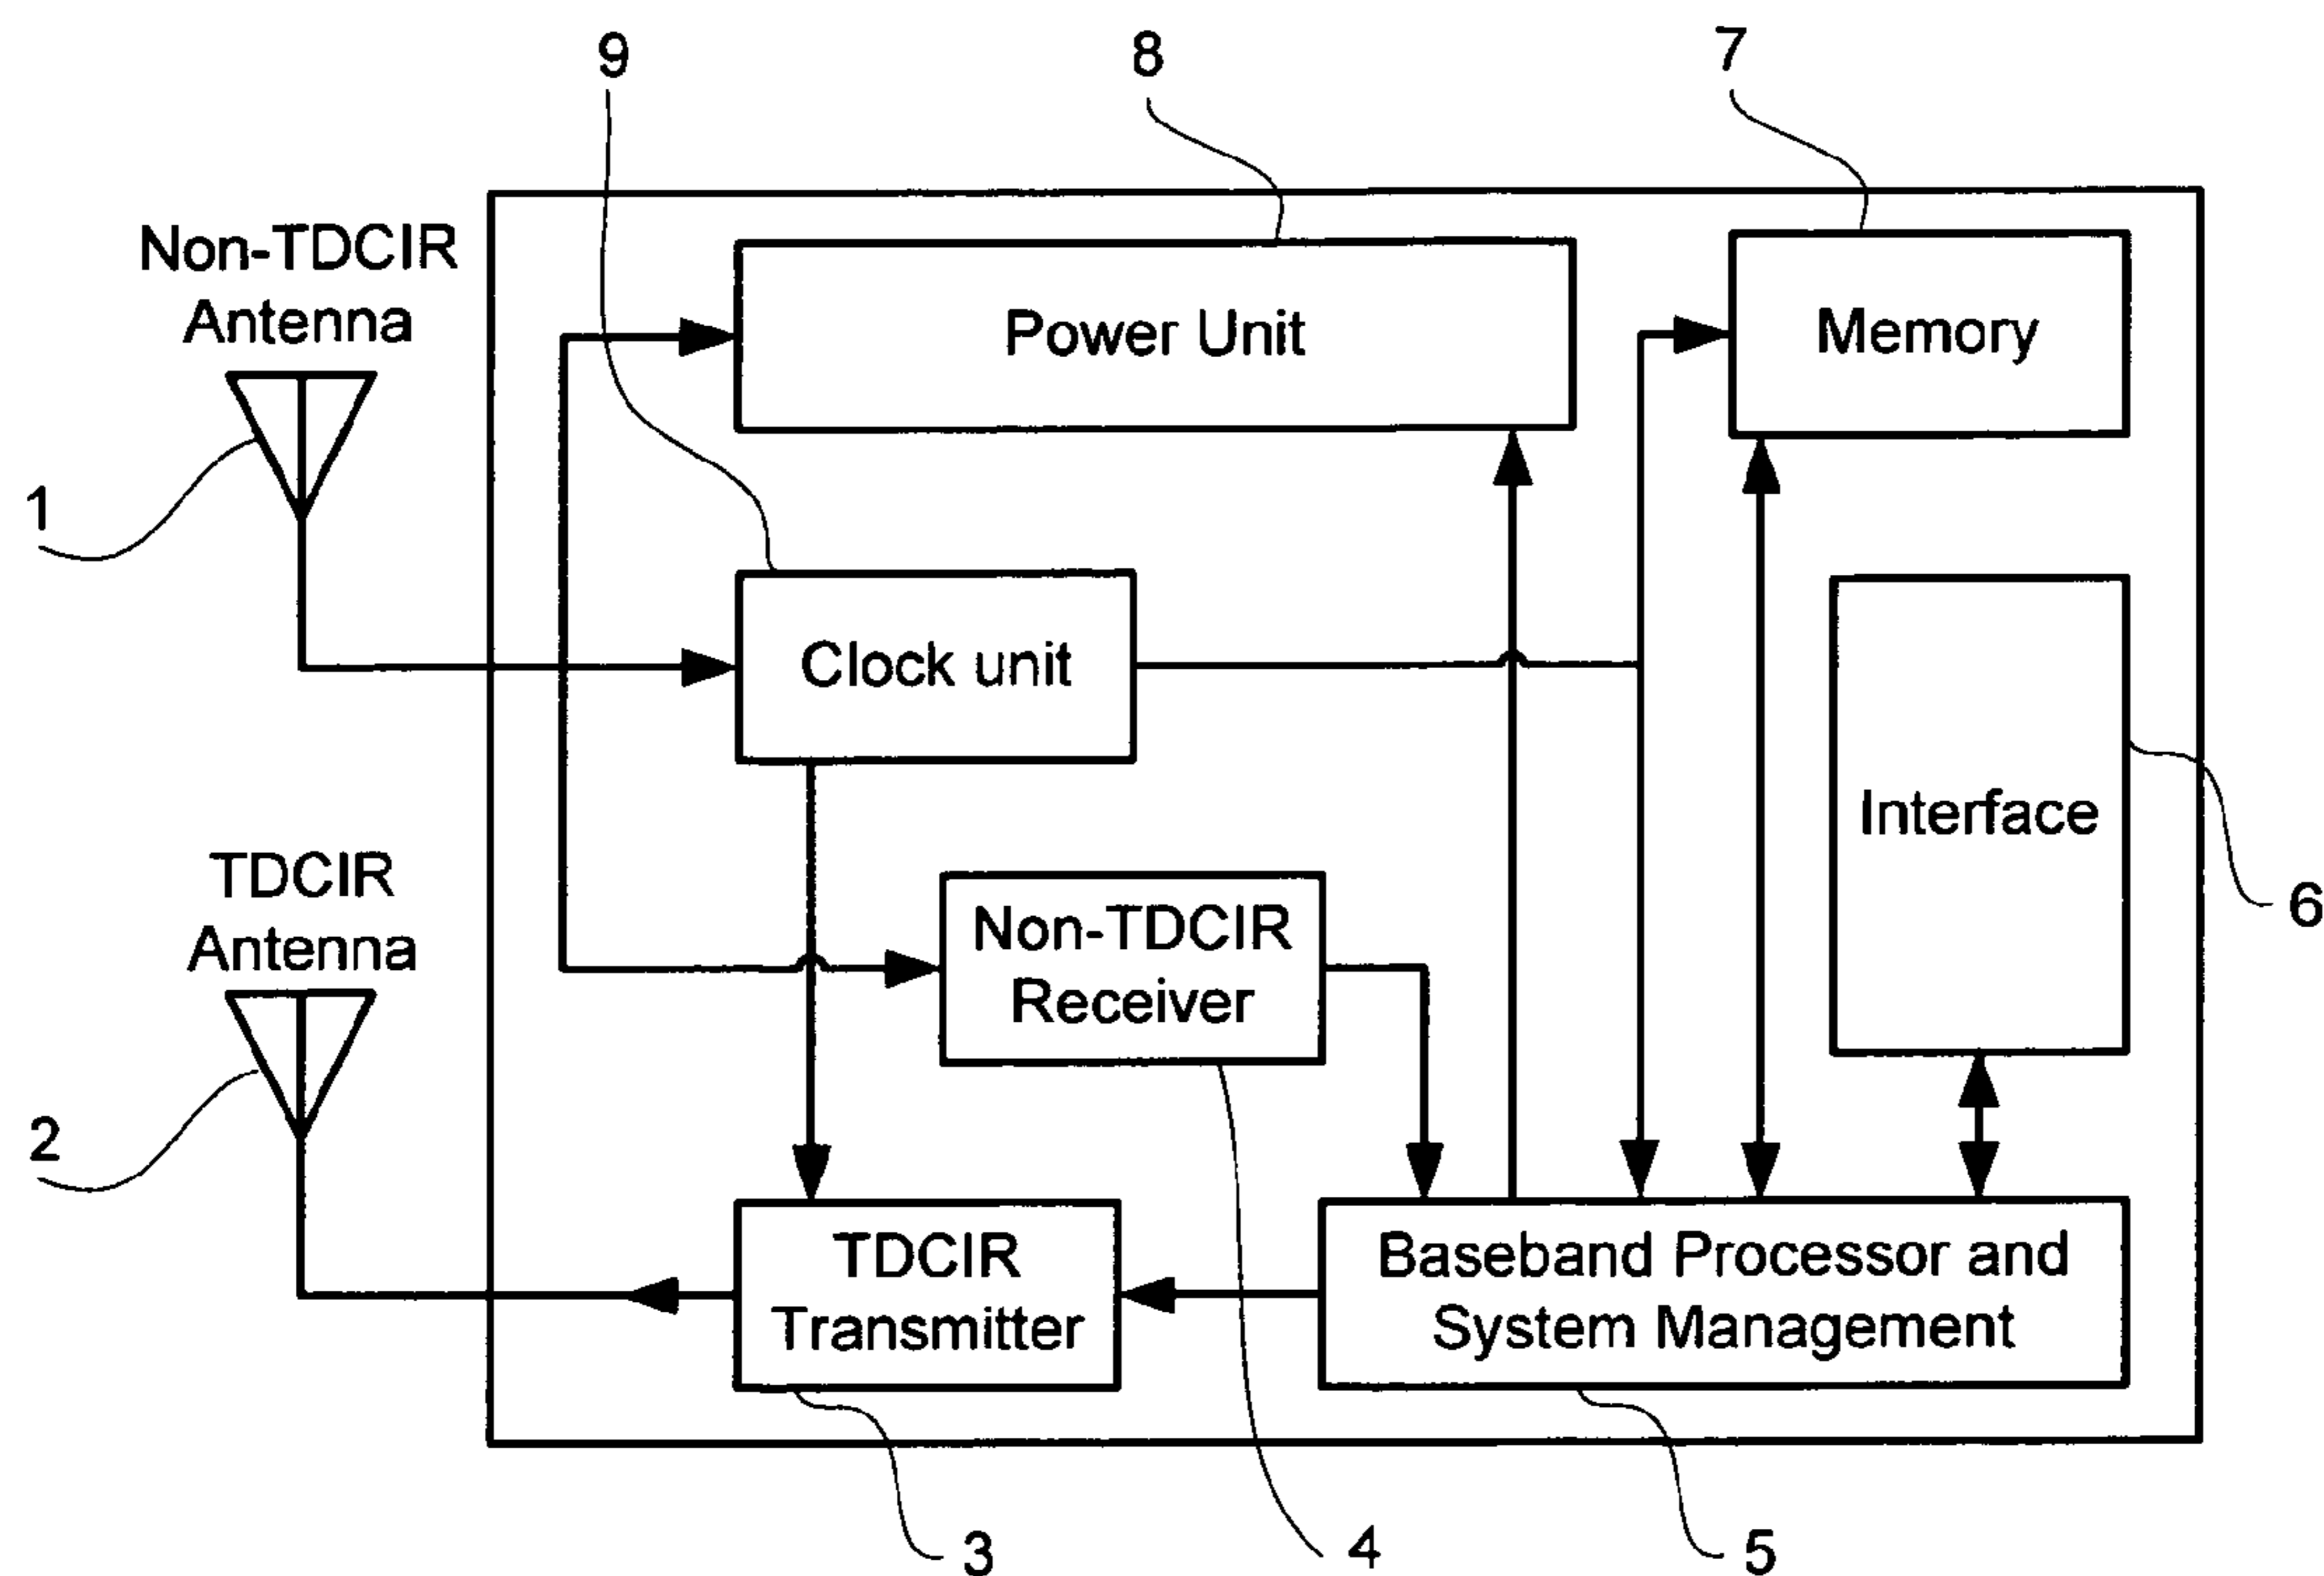 9
8
7
Non-TDCIR
Antenna
Power Unit
Memory
1
Clock unit
Interface
TDCIR
Antenna
Non-TDCIR
Receiver
6
2
TDCIR
Transmitter
Baseband Processor and
System Management
3
4
5